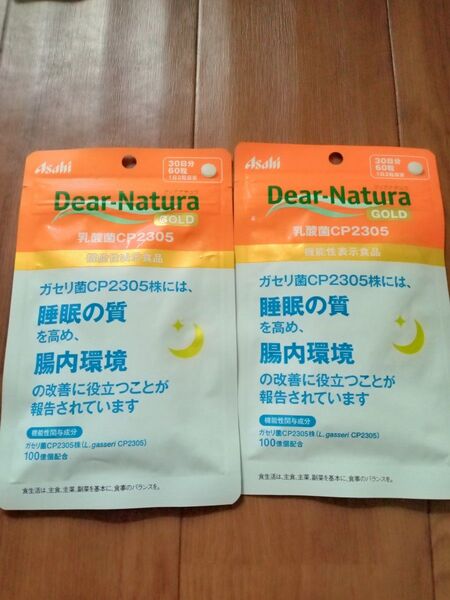 Asahi
30日分
60粒
1日2粒目安
Dear-Natura
GOLD
乳酸菌CP2305
機能性表示食品
ガセリ菌CP2305株には、
睡眠の質
を高め、
腸内環境
の改善に役立つことが
報告されています
機能性関与成分
ガセリ菌CP2305株(L. gasseri CP2305)
100億個配合
食生活は、主食、主菜、副菜を基本に、食事のバランスを。
Asahi
30日分
60粒
1日2粒目安
Dear-Natura
GOLD
乳酸菌CP2305
機能性表示食品
ガセリ菌CP2305株には、
睡眠の質
を高め、
腸内環境
の改善に役立つことが
報告されています
機能性関与成分
ガセリ菌CP2305株(L. gasseri CP2305)
100億個配合
食生活は、主食、主菜、副菜を基本に、食事のバランスを。